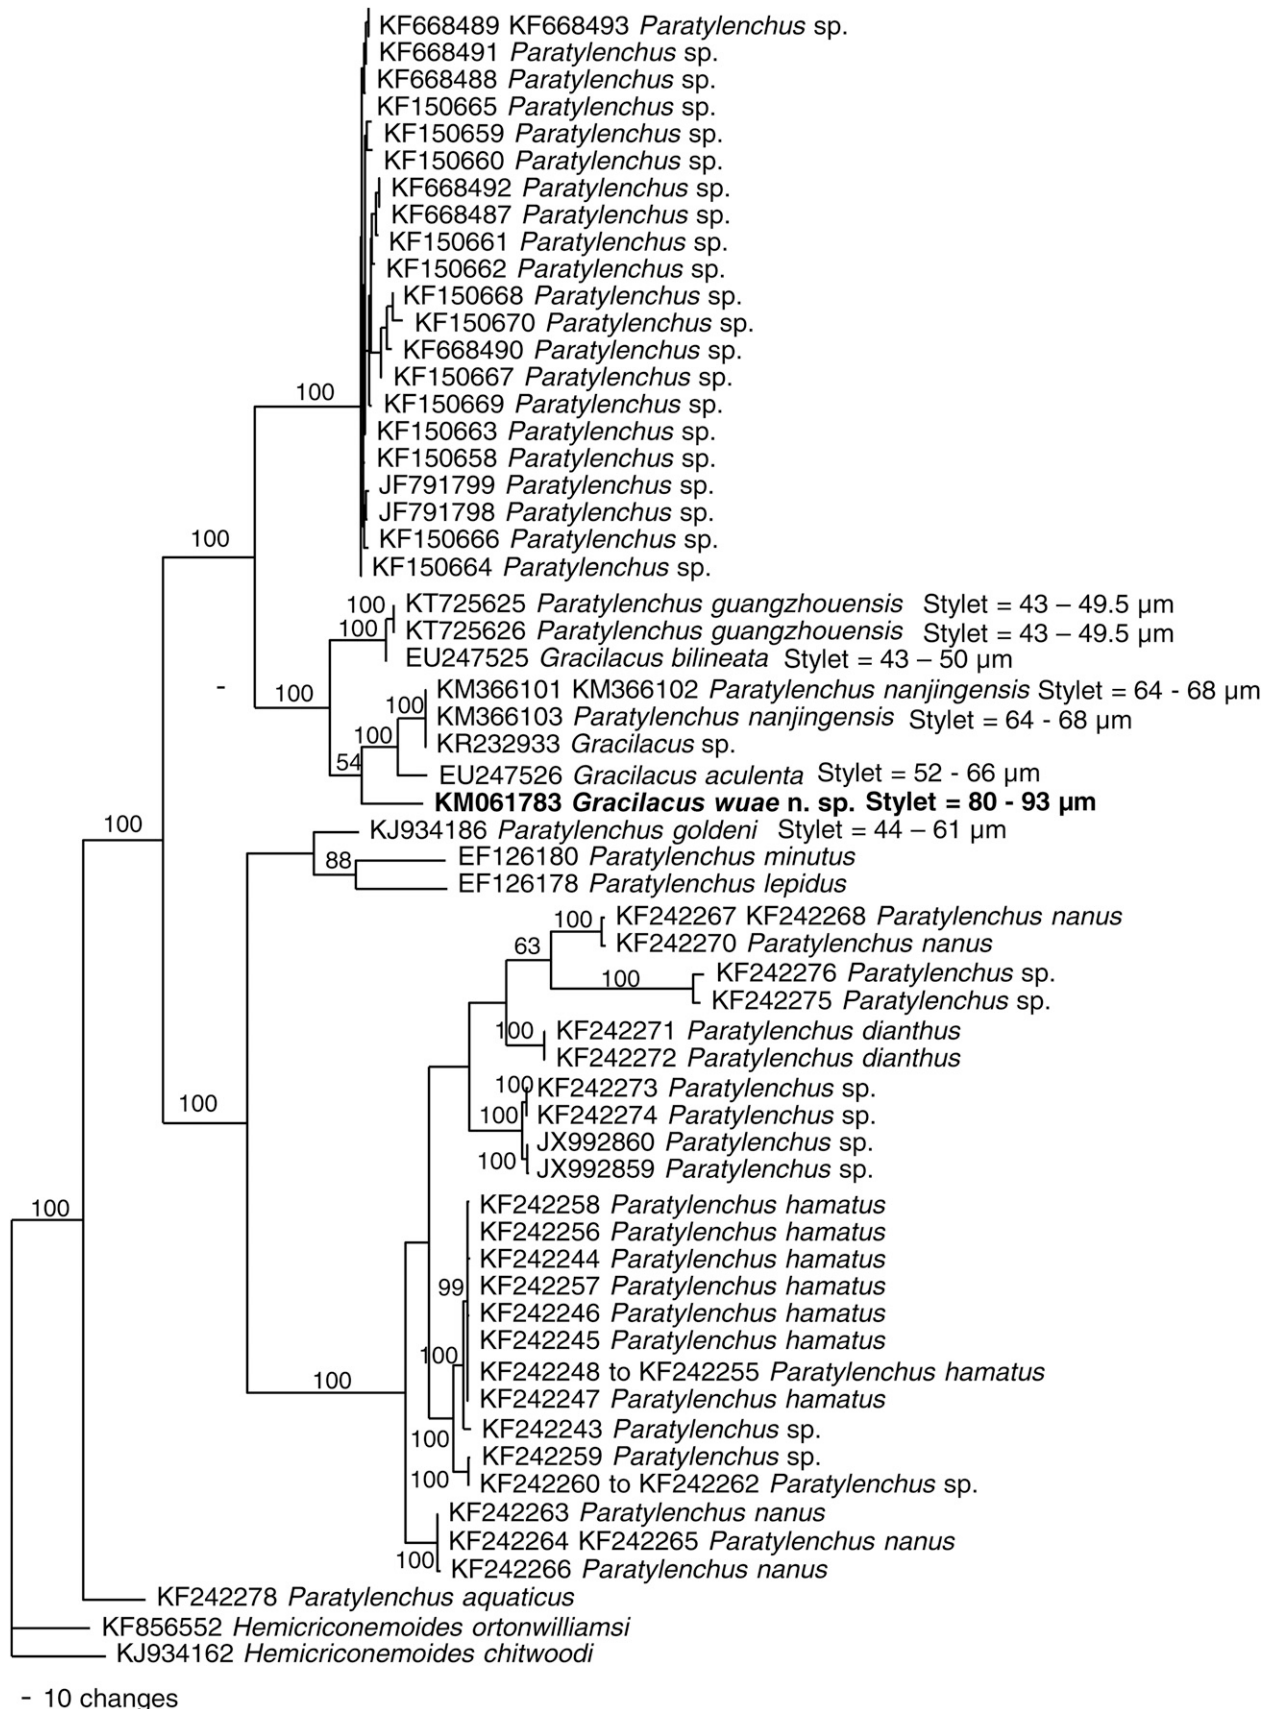 KF668489 KF668493 Paratylenchus sp.
KF668491 Paratylenchus sp.
KF668488 Paratylenchus sp.
KF150665 Paratylenchus sp.
KF150659 Paratylenchus sp.
KF150660 Paratylenchus sp.
KF668492 Paratylenchus sp.
KF668487 Paratylenchus sp.
KF150661 Paratylenchus sp.
KF150662 Paratylenchus sp.
KF150668 Paratylenchus sp.
KF150670 Paratylenchus sp.
KF668490 Paratylenchus sp.
KF150667 Paratylenchus sp.
100
KF150669 Paratylenchus sp.
KF150663 Paratylenchus sp.
KF150658 Paratylenchus sp.
JF791799 Paratylenchus sp.
JF791798 Paratylenchus sp.
100
KF150666 Paratylenchus sp.
KF150664 Paratylenchus sp.
100 KT725625 Paratylenchus guangzhouensis Stylet = 43 – 49.5 µm
100 KT725626 Paratylenchus guangzhouensis Stylet = 43 – 49.5 µm
EU247525 Gracilacus bilineata Stylet = 43 – 50 µm
- 100 KM366101 KM366102 Paratylenchus nanjingensis Stylet = 64 - 68 µm
100 KM366103 Paratylenchus nanjingensis Stylet = 64 - 68 µm
100 KR232933 Gracilacus sp.
54 EU247526 Gracilacus aculenta Stylet = 52 - 66 µm
KM061783 Gracilacus wuae n. sp. Stylet = 80 - 93 µm
100 KJ934186 Paratylenchus goldeni Stylet = 44 – 61 µm
88 EF126180 Paratylenchus minutus
EF126178 Paratylenchus lepidus
100 KF242267 KF242268 Paratylenchus nanus
63 KF242270 Paratylenchus nanus
100 KF242276 Paratylenchus sp.
KF242275 Paratylenchus sp.
100 KF242271 Paratylenchus dianthus
KF242272 Paratylenchus dianthus
100 KF242273 Paratylenchus sp.
100 100 KF242274 Paratylenchus sp.
JX992860 Paratylenchus sp.
100 JX992859 Paratylenchus sp.
100 KF242258 Paratylenchus hamatus
KF242256 Paratylenchus hamatus
KF242244 Paratylenchus hamatus
99 KF242257 Paratylenchus hamatus
KF242246 Paratylenchus hamatus
100 KF242245 Paratylenchus hamatus
100 KF242248 to KF242255 Paratylenchus hamatus
KF242247 Paratylenchus hamatus
100 KF242243 Paratylenchus sp.
KF242259 Paratylenchus sp.
100 KF242260 to KF242262 Paratylenchus sp.
KF242263 Paratylenchus nanus
KF242264 KF242265 Paratylenchus nanus
100 KF242266 Paratylenchus nanus
KF242278 Paratylenchus aquaticus
KF856552 Hemicriconemoides ortonwilliamsi
KJ934162 Hemicriconemoides chitwoodi
- 10 changes